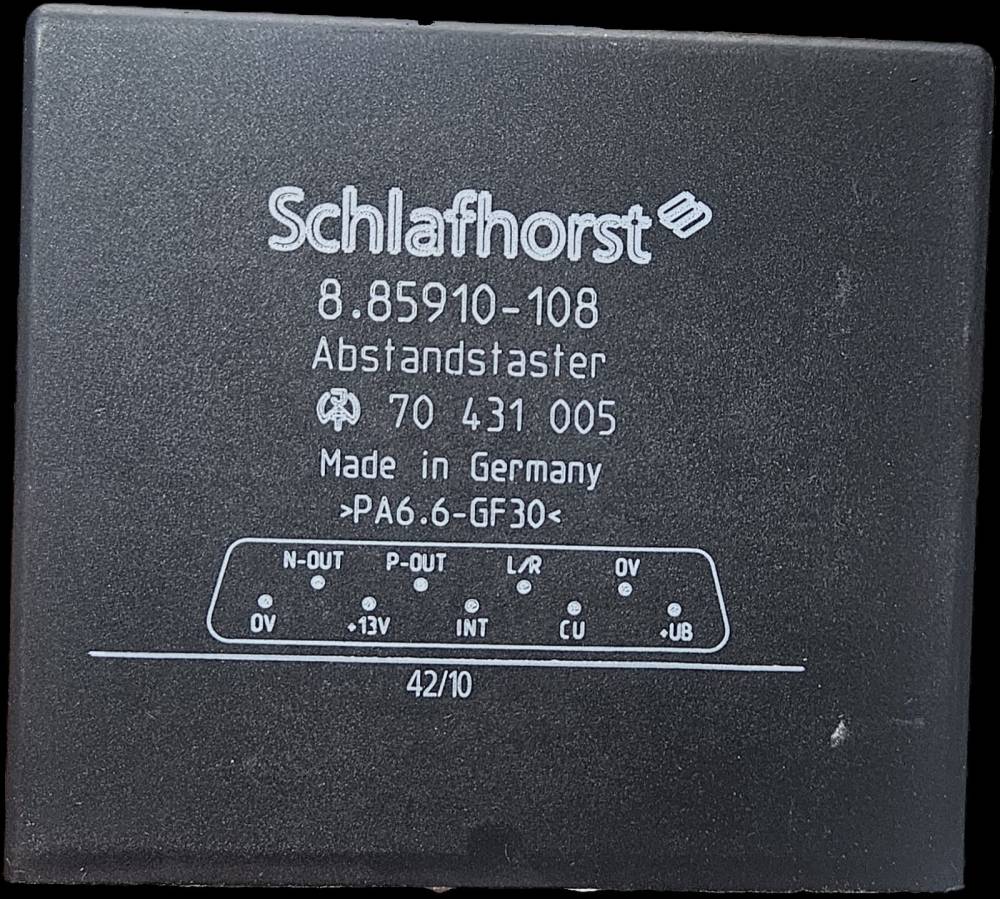 Schlafhorst
8.85910-108
Abstandstaster
70 431 005
Made in Germany
>PA6.6-GF30<
N-OUT P-OUT L/R 0V
0V +13V INT CU +UB
42/10